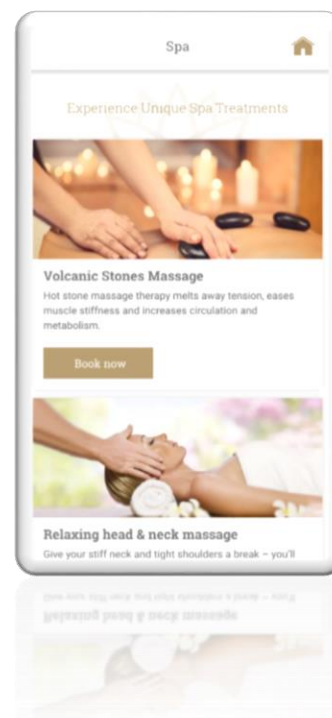 Spa
Experience Unique Spa Treatments
Volcanic Stones Massage
Hot stone massage therapy melts away tension, eases
muscle stiffness and increases circulation and
metabolism.
Book now
Relaxing head & neck massage
Give your stiff neck and tight shoulders a break – you'll